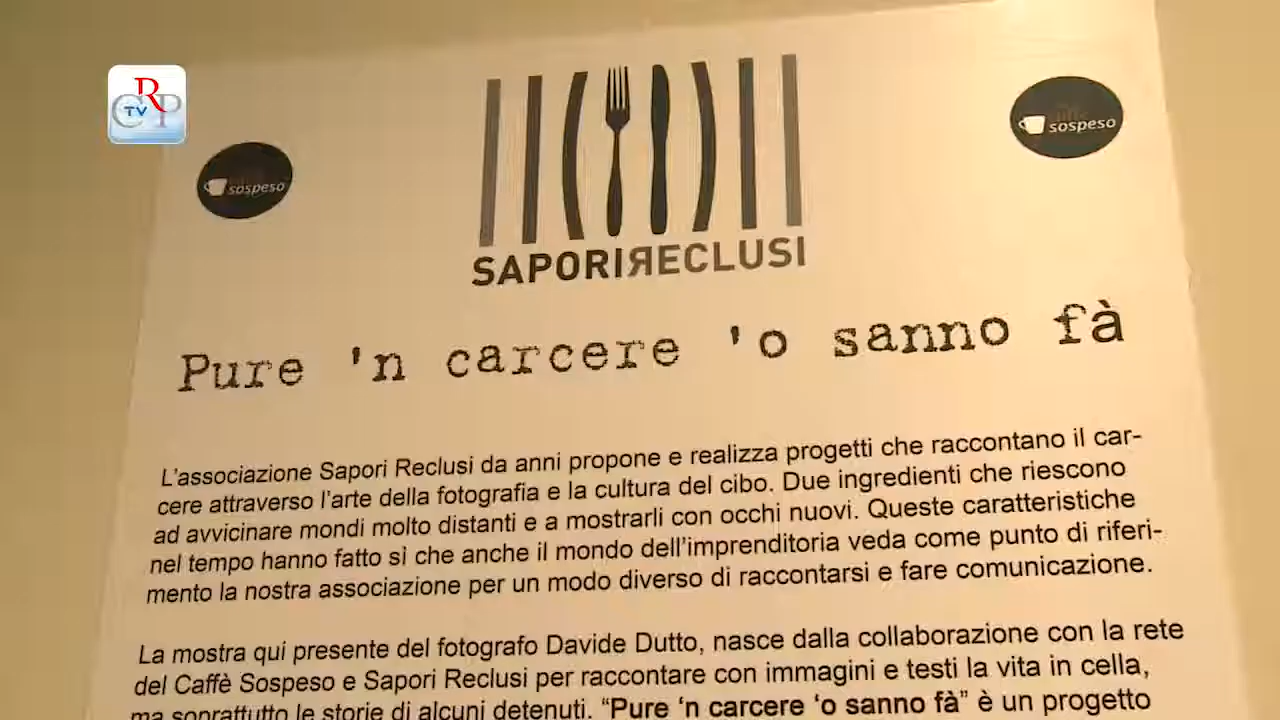 CRP
TV
sospeso
sospeso
SAPORIЯECLUSI
Pure 'n carcere 'o sanno fà
L'associazione Sapori Reclusi da anni propone e realizza progetti che raccontano il car-
cere attraverso l'arte della fotografia e la cultura del cibo. Due ingredienti che riescono
ad avvicinare mondi molto distanti e a mostrarli con occhi nuovi. Queste caratteristiche
nel tempo hanno fatto sì che anche il mondo dell'imprenditoria veda come punto di riferi-
mento la nostra associazione per un modo diverso di raccontarsi e fare comunicazione.
La mostra qui presente del fotografo Davide Dutto, nasce dalla collaborazione con la rete
del Caffè Sospeso e Sapori Reclusi per raccontare con immagini e testi la vita in cella,
ma soprattutto le storie di alcuni detenuti. “Pure 'n carcere 'o sanno fà” è un progetto